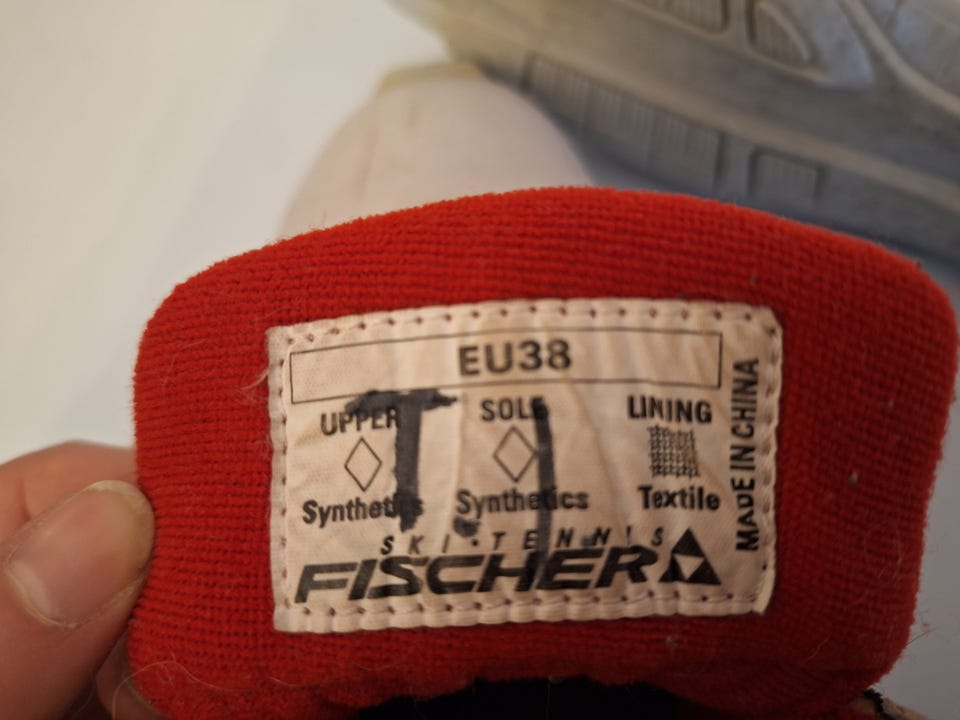 EU38
UPPER SOLE LINING
Synthetics Synthetics Textile
SKI·TENNIS
FISCHER
MADE IN CHINA
T.J